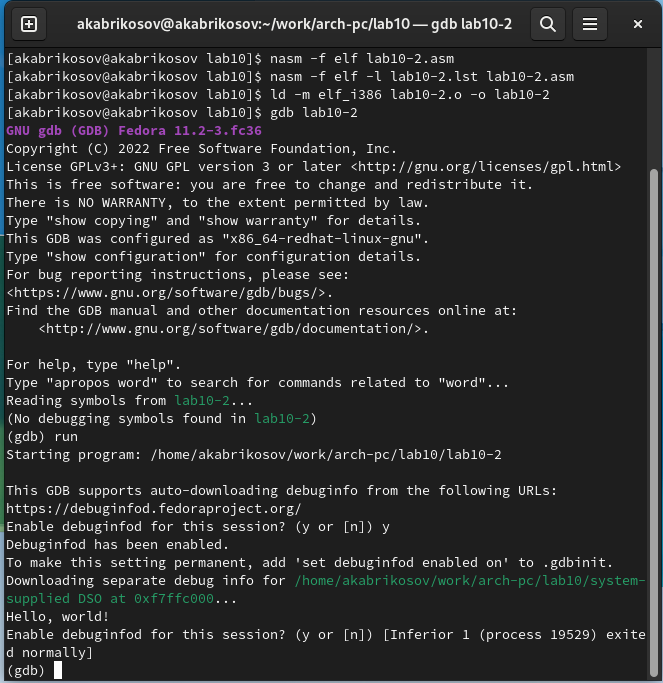 akabrikosov@akabrikosov:~/work/arch-pc/lab10 — gdb lab10-2
[akabrikosov@akabrikosov lab10]$ nasm -f elf lab10-2.asm
[akabrikosov@akabrikosov lab10]$ nasm -f elf -l lab10-2.lst lab10-2.asm
[akabrikosov@akabrikosov lab10]$ ld -m elf_i386 lab10-2.o -o lab10-2
[akabrikosov@akabrikosov lab10]$ gdb lab10-2
GNU gdb (GDB) Fedora 11.2-3.fc36
Copyright (C) 2022 Free Software Foundation, Inc.
License GPLv3+: GNU GPL version 3 or later <http://gnu.org/licenses/gpl.html>
This is free software: you are free to change and redistribute it.
There is NO WARRANTY, to the extent permitted by law.
Type "show copying" and "show warranty" for details.
This GDB was configured as "x86_64-redhat-linux-gnu".
Type "show configuration" for configuration details.
For bug reporting instructions, please see:
<https://www.gnu.org/software/gdb/bugs/>.
Find the GDB manual and other documentation resources online at:
    <http://www.gnu.org/software/gdb/documentation/>.

For help, type "help".
Type "apropos word" to search for commands related to "word"...
Reading symbols from lab10-2...
(No debugging symbols found in lab10-2)
(gdb) run
Starting program: /home/akabrikosov/work/arch-pc/lab10/lab10-2

This GDB supports auto-downloading debuginfo from the following URLs:
https://debuginfod.fedoraproject.org/
Enable debuginfod for this session? (y or [n]) y
Debuginfod has been enabled.
To make this setting permanent, add 'set debuginfod enabled on' to .gdbinit.
Downloading separate debug info for /home/akabrikosov/work/arch-pc/lab10/system-
supplied DSO at 0xf7ffc000...
Hello, world!
Enable debuginfod for this session? (y or [n]) [Inferior 1 (process 19529) exite
d normally]
(gdb)